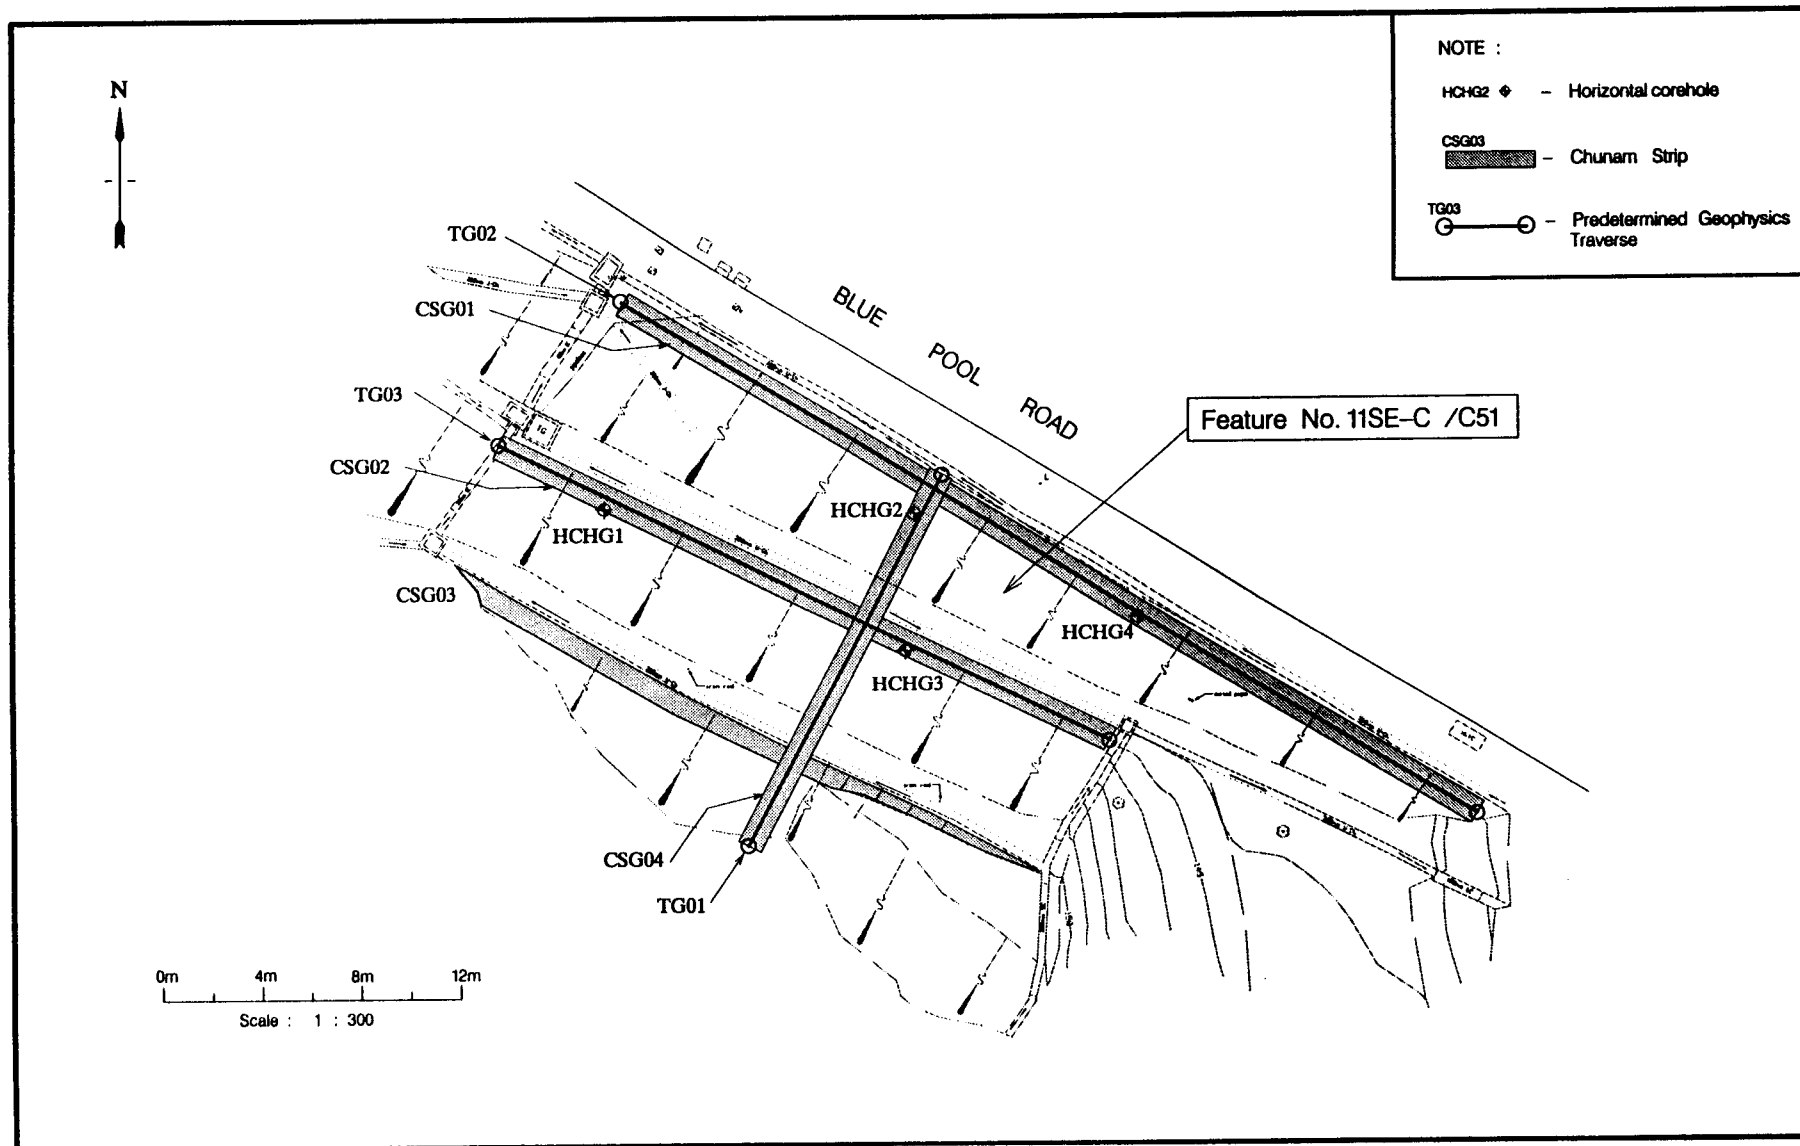 NOTE :
HCHG2 – Horizontal corehole
CSG03
– Chunam Strip
TG03
– Predetermined Geophysics
Traverse
N
TG02
CSG01
BLUE
POOL
ROAD
TG03
Feature No. 11SE–C /C51
CSG02
HCHG2
HCHG1
CSG03
HCHG4
HCHG3
CSG04
TG01
0m 4m 8m 12m
Scale : 1 : 300